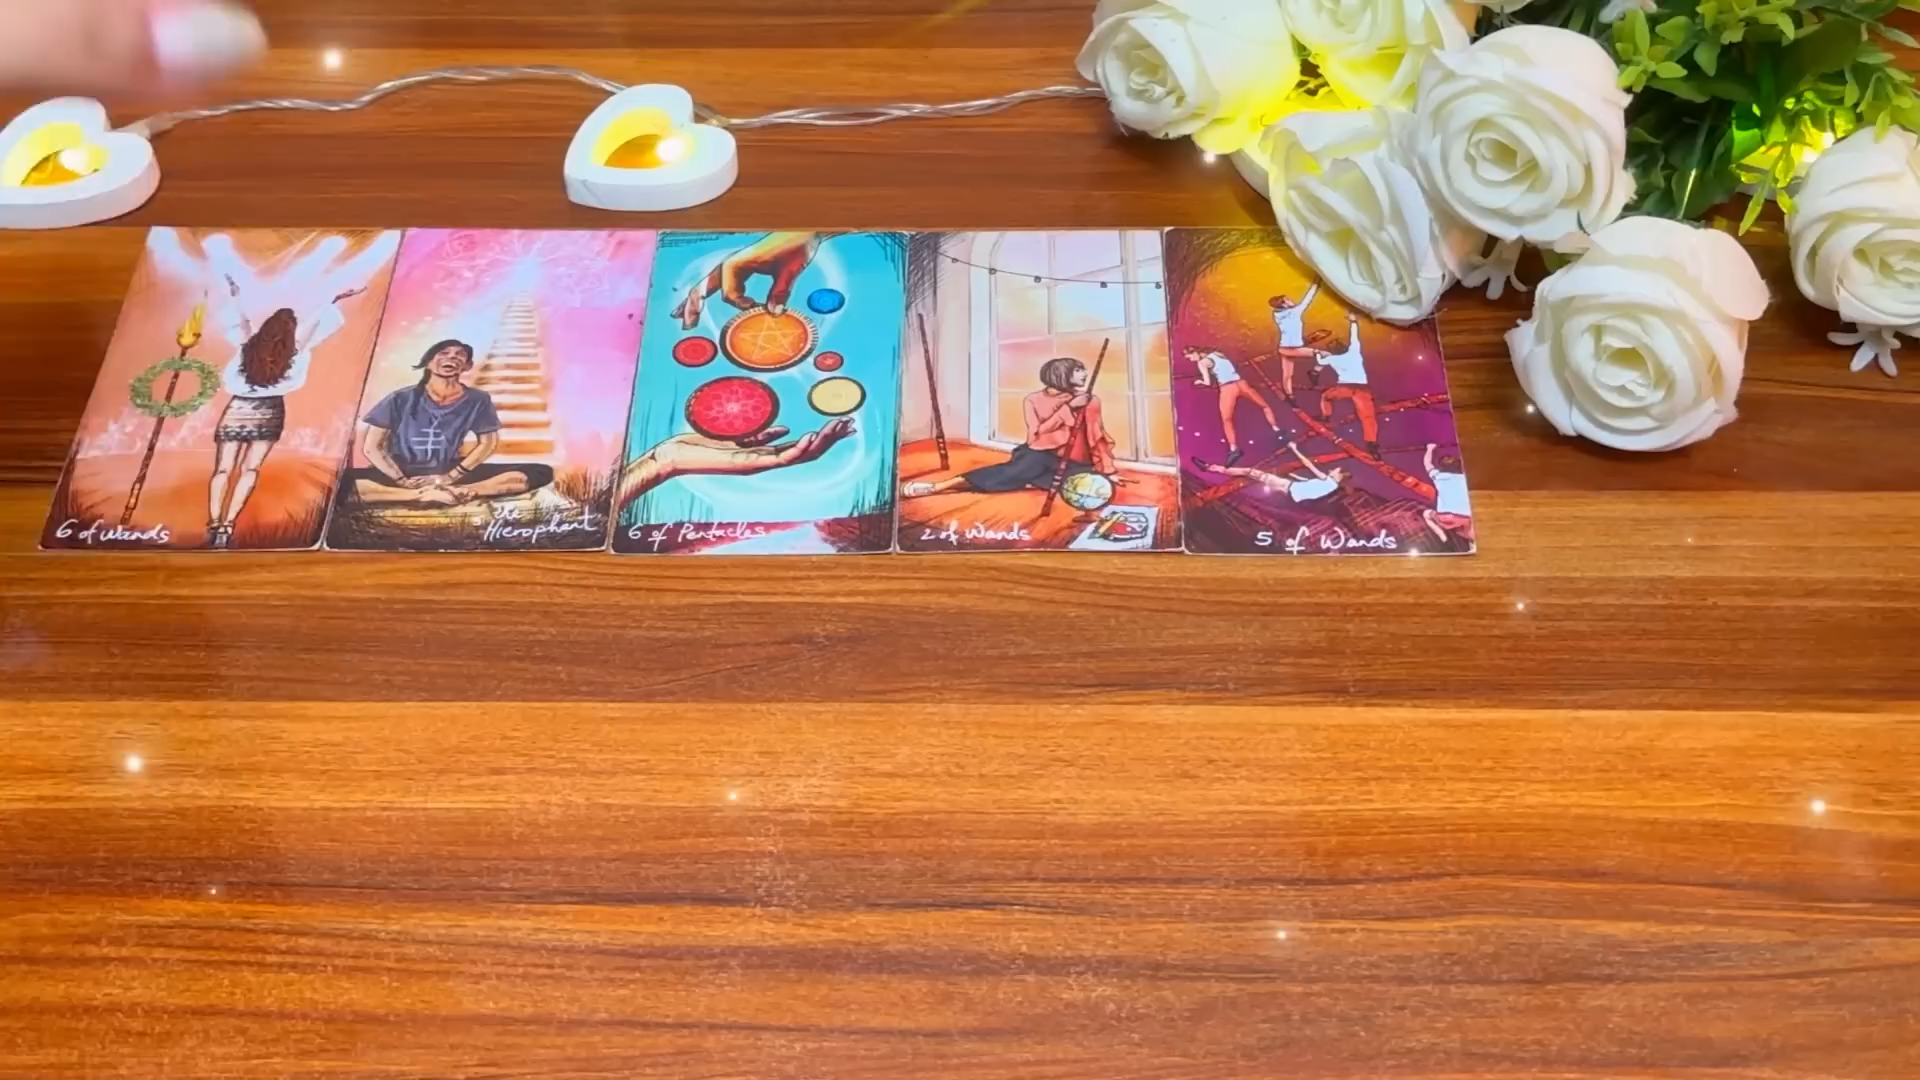 6 of Wands
the
Hierophant
6 of Pentacles
2 of Wands
5 of Wands